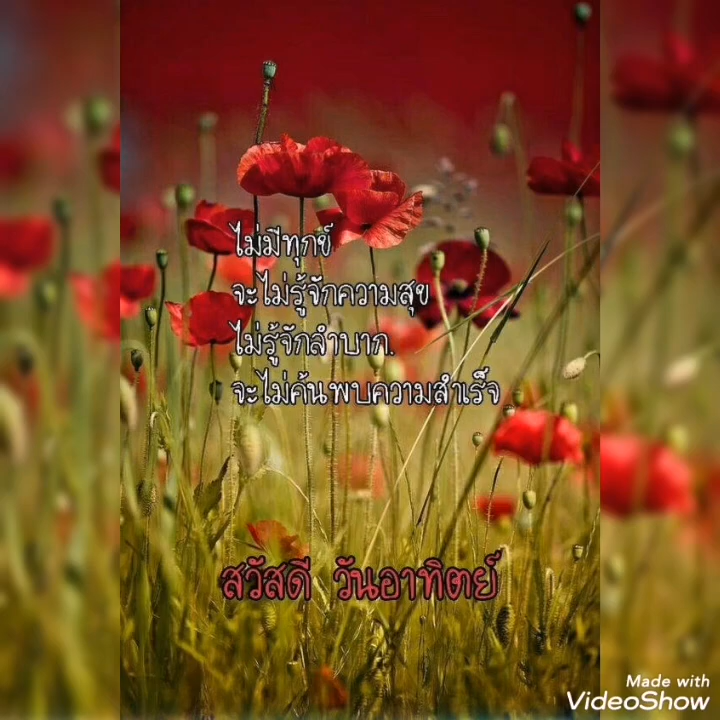 ไม่มีทุกข์
จะไม่รู้จักความสุข
ไม่รู้จักลำบาก.
จะไม่ค้นพบความสำเร็จ
สวัสดี วันอาทิตย์
Made with
VideoShow